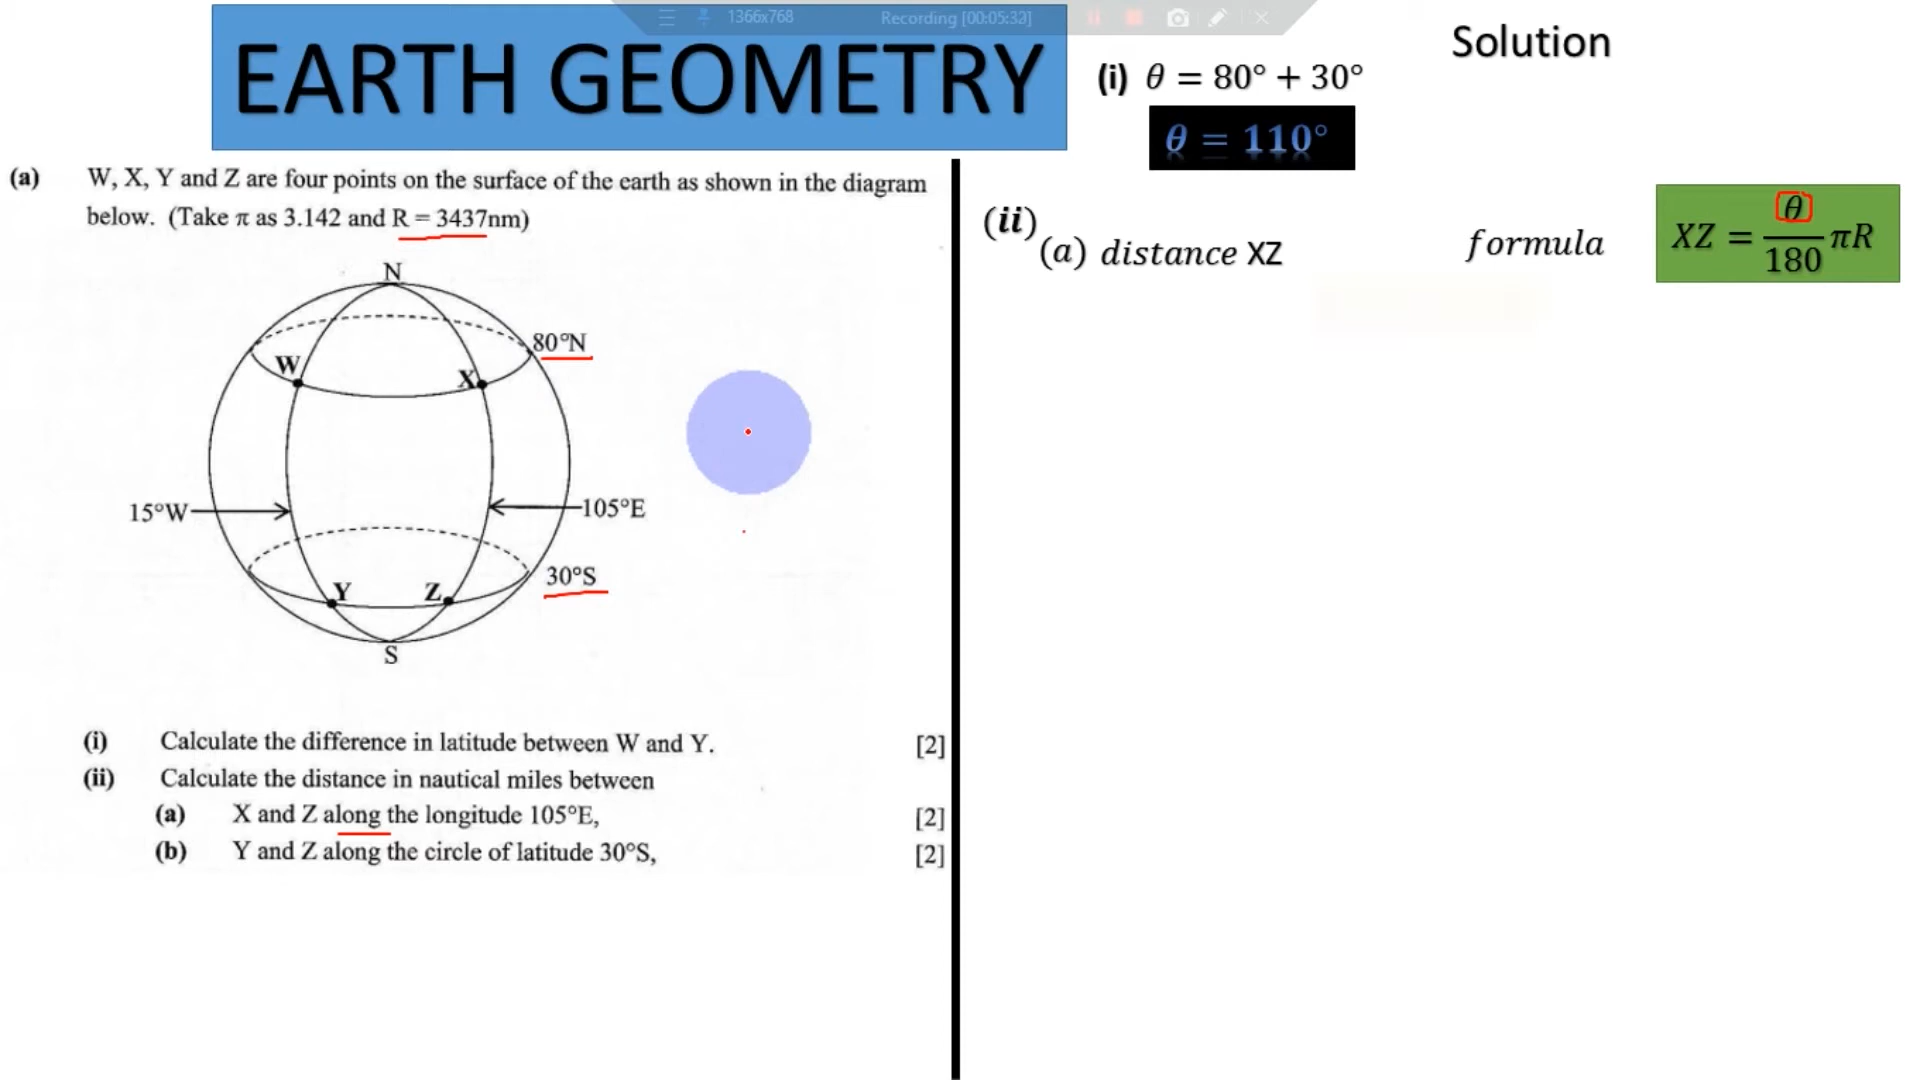 1366x768 Recording [00:05:33]
EARTH GEOMETRY
Solution
(i) θ = 80° + 30°
θ = 110°
(a) W, X, Y and Z are four points on the surface of the earth as shown in the diagram
below. (Take π as 3.142 and R = 3437nm)
N
80°N
W
X
15°W
105°E
30°S
Y
Z
S
(i) Calculate the difference in latitude between W and Y. [2]
(ii) Calculate the distance in nautical miles between
(a) X and Z along the longitude 105°E, [2]
(b) Y and Z along the circle of latitude 30°S, [2]
(ii)
(a) distance XZ
formula
XZ = θ/180 πR